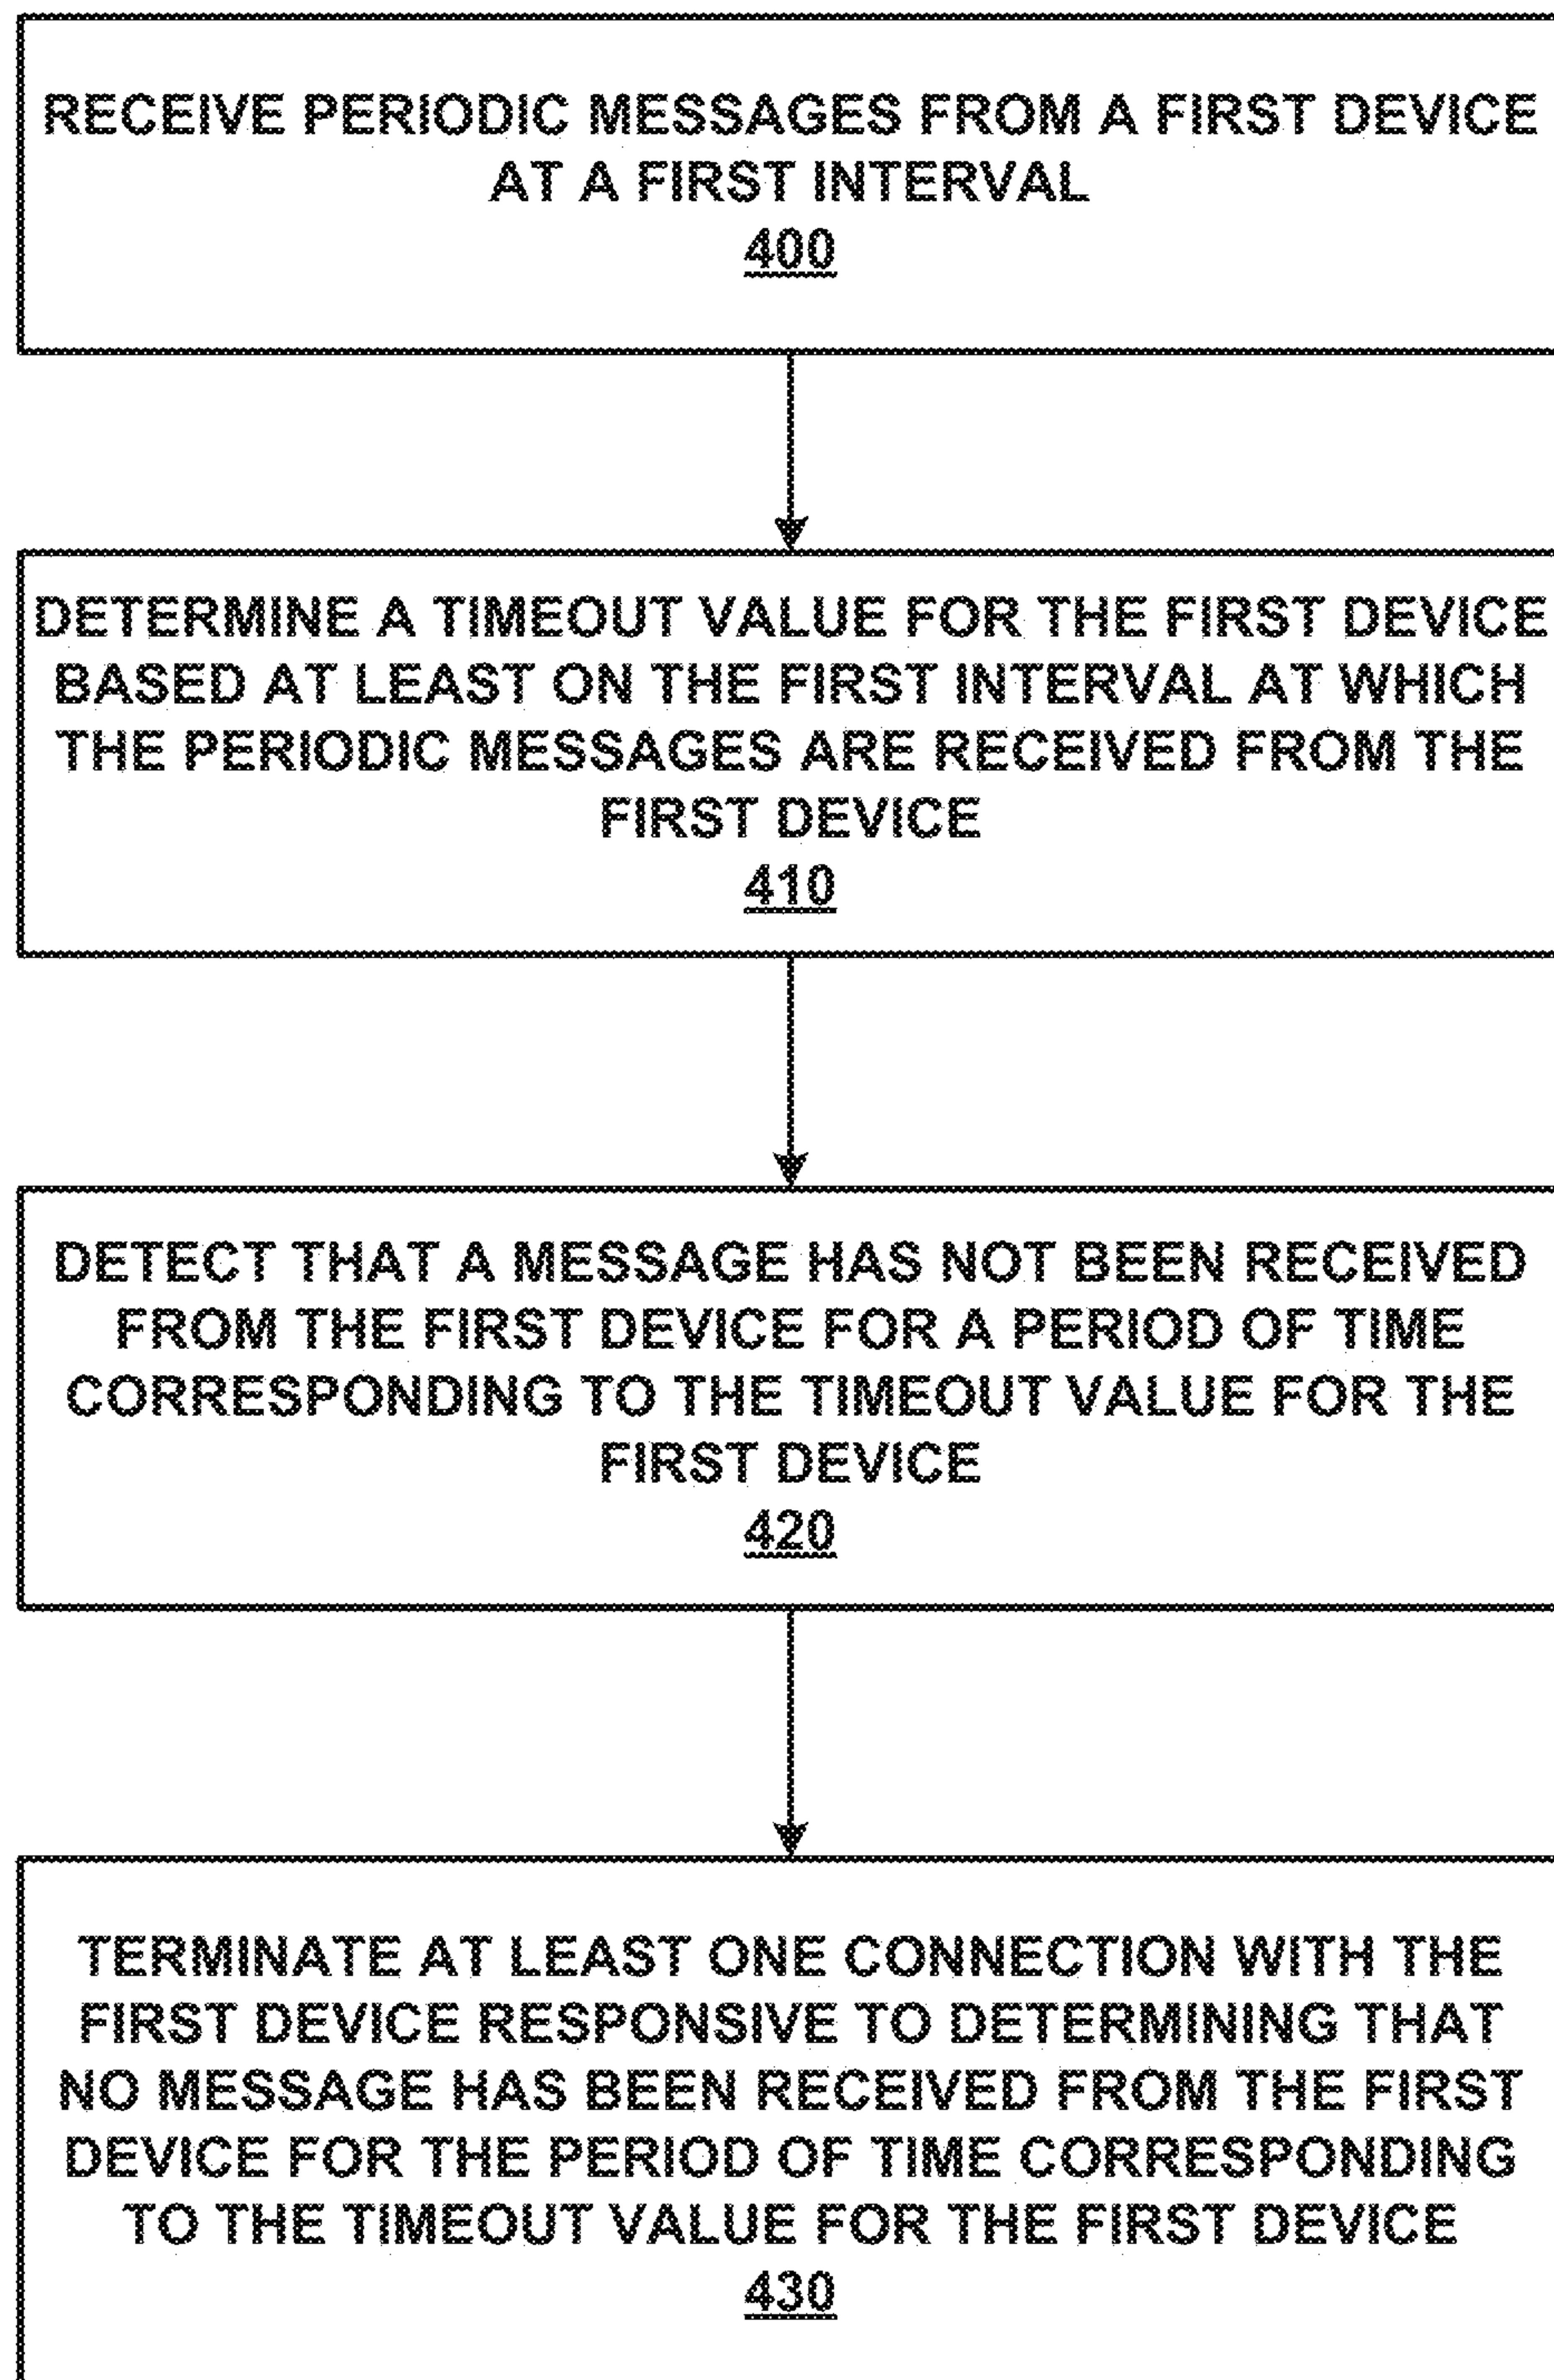 RECEIVE PERIODIC MESSAGES FROM A FIRST DEVICE
AT A FIRST INTERVAL
400
DETERMINE A TIMEOUT VALUE FOR THE FIRST DEVICE
BASED AT LEAST ON THE FIRST INTERVAL AT WHICH
THE PERIODIC MESSAGES ARE RECEIVED FROM THE
FIRST DEVICE
410
DETECT THAT A MESSAGE HAS NOT BEEN RECEIVED
FROM THE FIRST DEVICE FOR A PERIOD OF TIME
CORRESPONDING TO THE TIMEOUT VALUE FOR THE
FIRST DEVICE
420
TERMINATE AT LEAST ONE CONNECTION WITH THE
FIRST DEVICE RESPONSIVE TO DETERMINING THAT
NO MESSAGE HAS BEEN RECEIVED FROM THE FIRST
DEVICE FOR THE PERIOD OF TIME CORRESPONDING
TO THE TIMEOUT VALUE FOR THE FIRST DEVICE
430